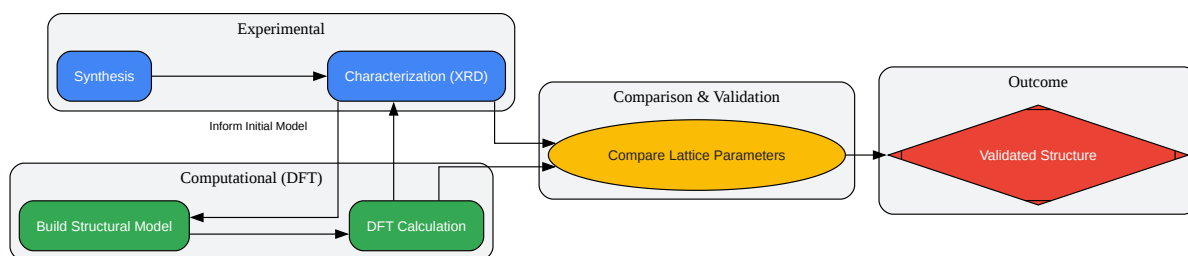 Experimental
Synthesis
Characterization (XRD)
Inform Initial Model
Computational (DFT)
Build Structural Model
DFT Calculation
Comparison & Validation
Compare Lattice Parameters
Outcome
Validated Structure